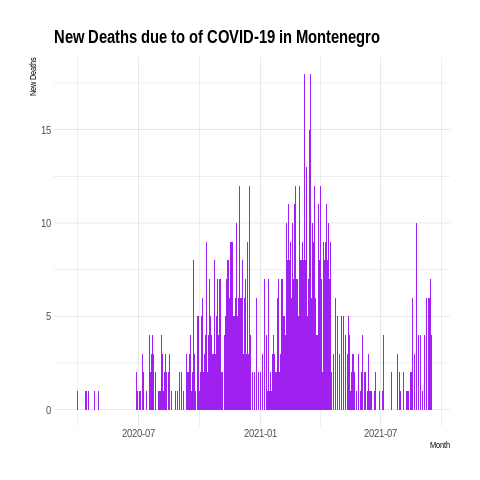 New Deaths due to of COVID-19 in Montenegro
New Deaths
15
10
5
0
2020-07
2021-01
2021-07
Month